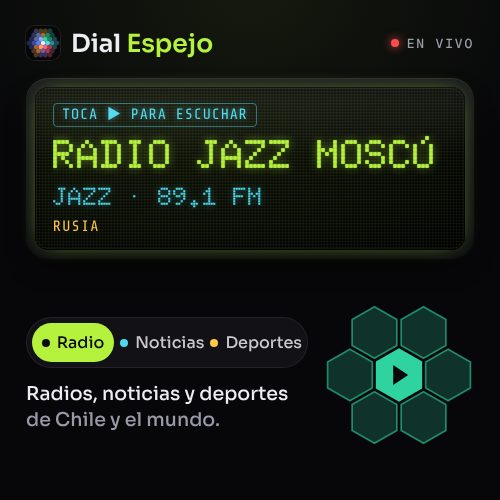 Dial Espejo
EN VIVO
TOCA ▶ PARA ESCUCHAR
RADIO JAZZ MOSCÚ
JAZZ · 89.1 FM
RUSIA
Radio Noticias Deportes
Radios, noticias y deportes
de Chile y el mundo.